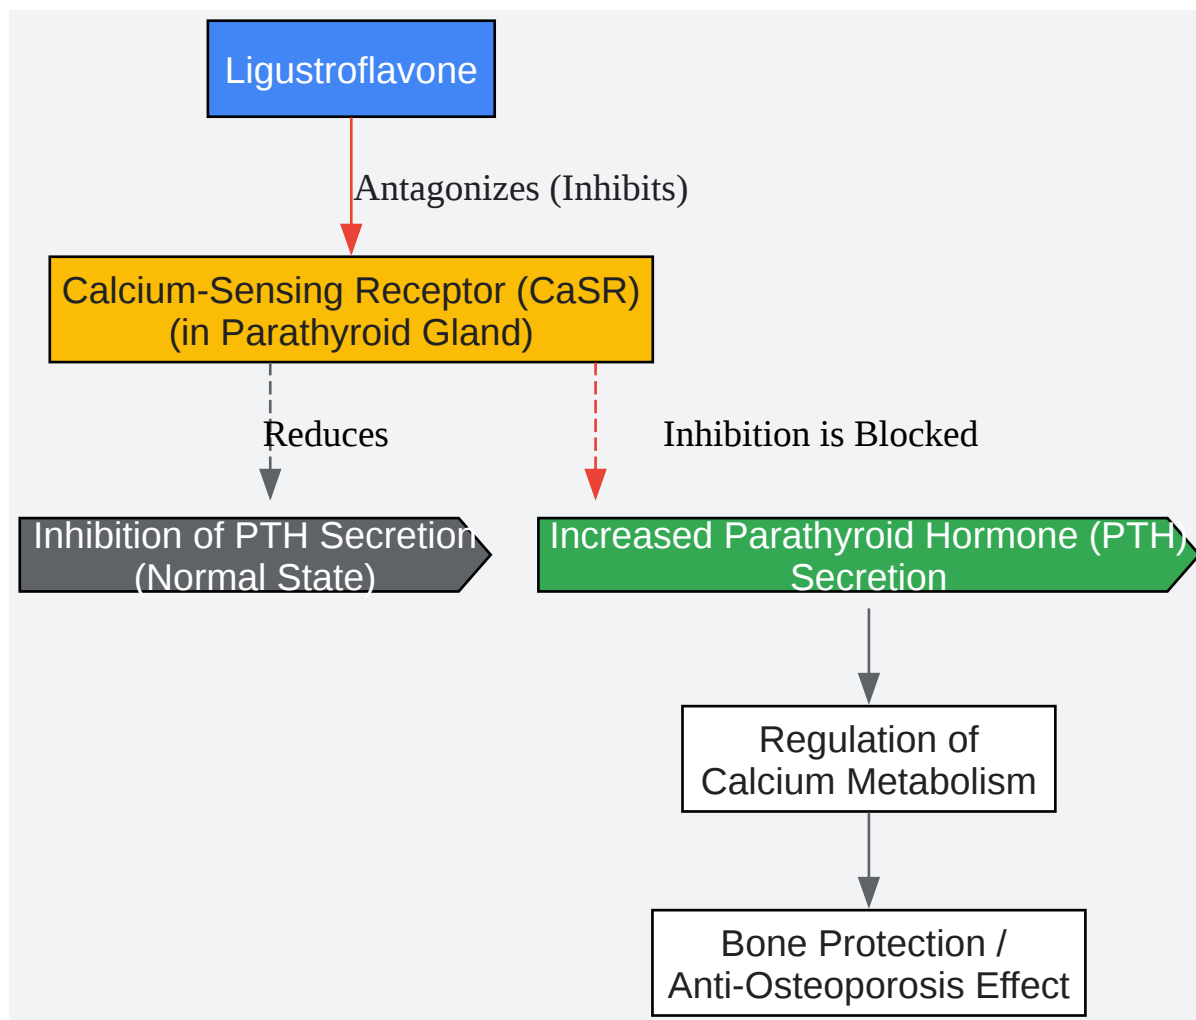 Ligustroflavone
Antagonizes (Inhibits)
Calcium-Sensing Receptor (CaSR)
(in Parathyroid Gland)
Reduces
Inhibition is Blocked
Inhibition of PTH Secretion
(Normal State)
Increased Parathyroid Hormone (PTH)
Secretion
Regulation of
Calcium Metabolism
Bone Protection /
Anti-Osteoporosis Effect